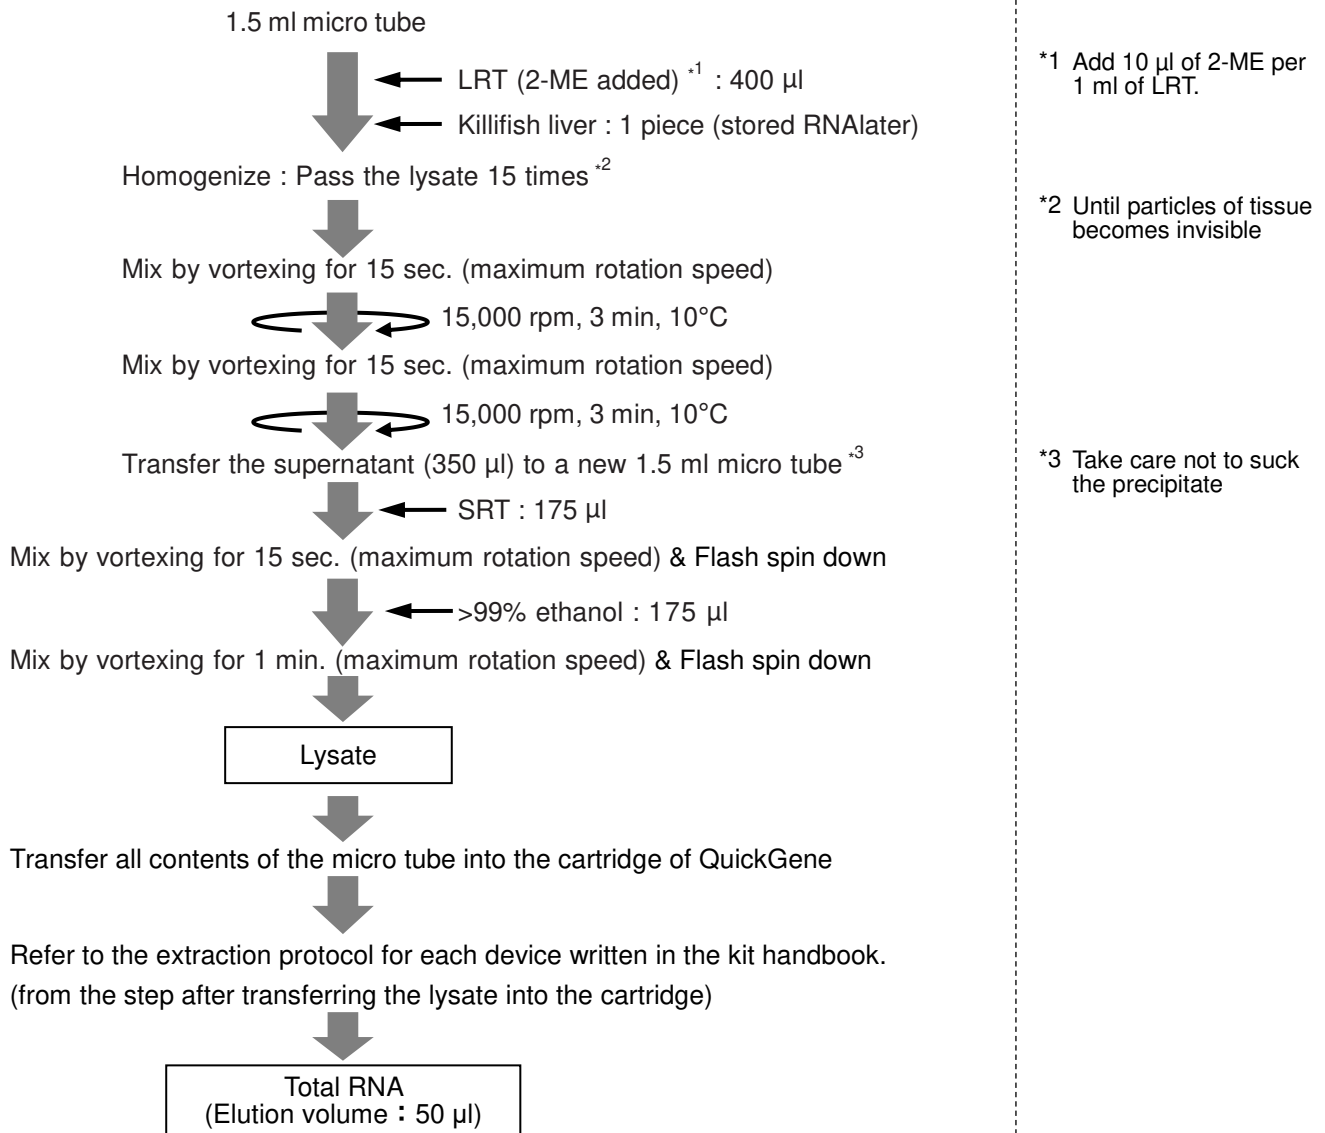 1.5 ml micro tube
LRT (2-ME added) *1 : 400 µl
Killifish liver : 1 piece (stored RNAlater)
Homogenize : Pass the lysate 15 times *2
Mix by vortexing for 15 sec. (maximum rotation speed)
15,000 rpm, 3 min, 10°C
Mix by vortexing for 15 sec. (maximum rotation speed)
15,000 rpm, 3 min, 10°C
Transfer the supernatant (350 µl) to a new 1.5 ml micro tube *3
SRT : 175 µl
Mix by vortexing for 15 sec. (maximum rotation speed) & Flash spin down
>99% ethanol : 175 µl
Mix by vortexing for 1 min. (maximum rotation speed) & Flash spin down
Lysate
Transfer all contents of the micro tube into the cartridge of QuickGene
Refer to the extraction protocol for each device written in the kit handbook.
(from the step after transferring the lysate into the cartridge)
Total RNA
(Elution volume : 50 µl)
*1 Add 10 µl of 2-ME per
1 ml of LRT.
*2 Until particles of tissue
becomes invisible
*3 Take care not to suck
the precipitate